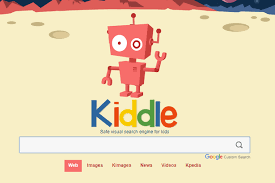 Kiddle
Safe visual search engine for kids
Google Custom Search
Web Images Kimages News Videos Kpedia